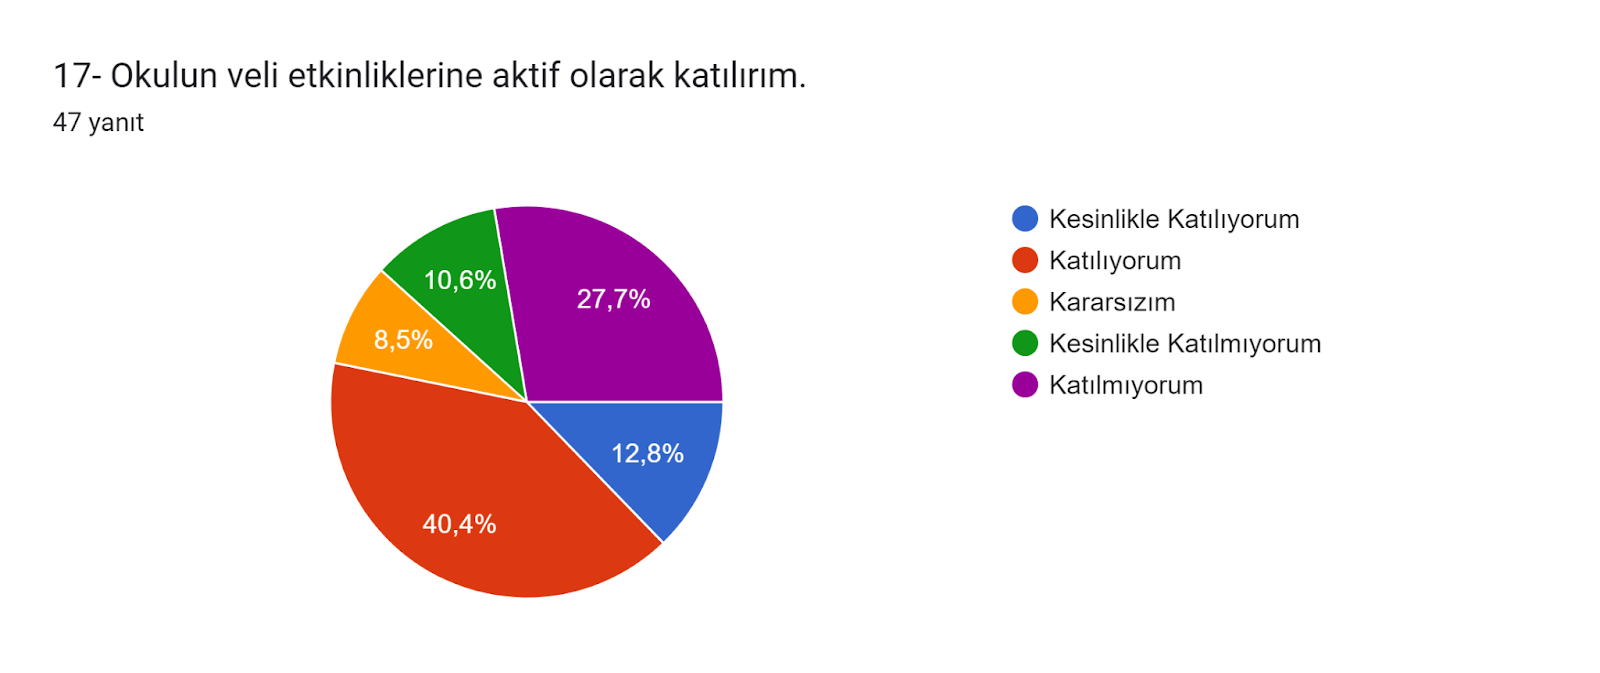 17- Okulun veli etkinliklerine aktif olarak katılırım.
47 yanıt
10,6%
27,7%
8,5%
12,8%
40,4%
Kesinlikle Katılıyorum
Katılıyorum
Kararsızım
Kesinlikle Katılmıyorum
Katılmıyorum